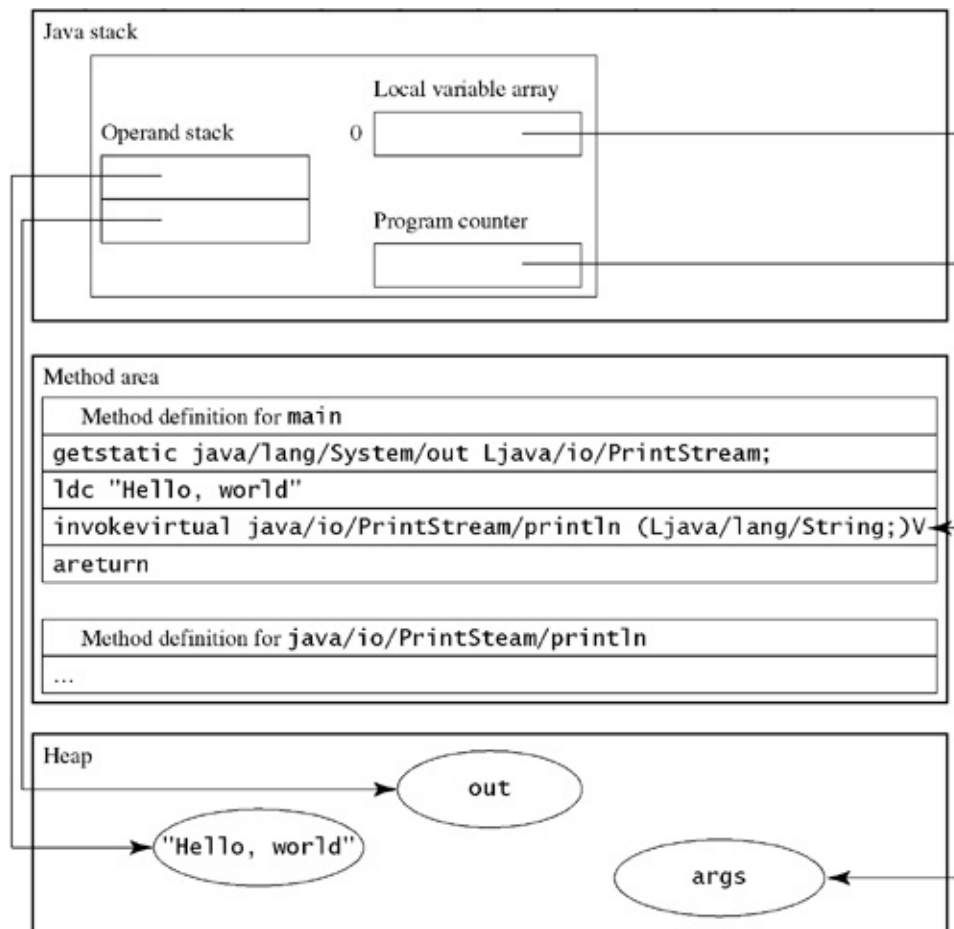 Java stack
Local variable array
Operand stack
0
Program counter
Method area
Method definition for main
getstatic java/lang/System/out Ljava/io/PrintStream;
ldc "Hello, world"
invokevirtual java/io/PrintStream/println (Ljava/lang/String;)V
areturn
Method definition for java/io/PrintSteam/println
...
Heap
out
"Hello, world"
args